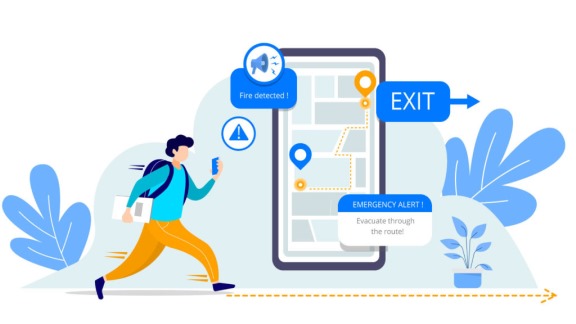 Fire detected !
EXIT
EMERGENCY ALERT !
Evacuate through
the route!